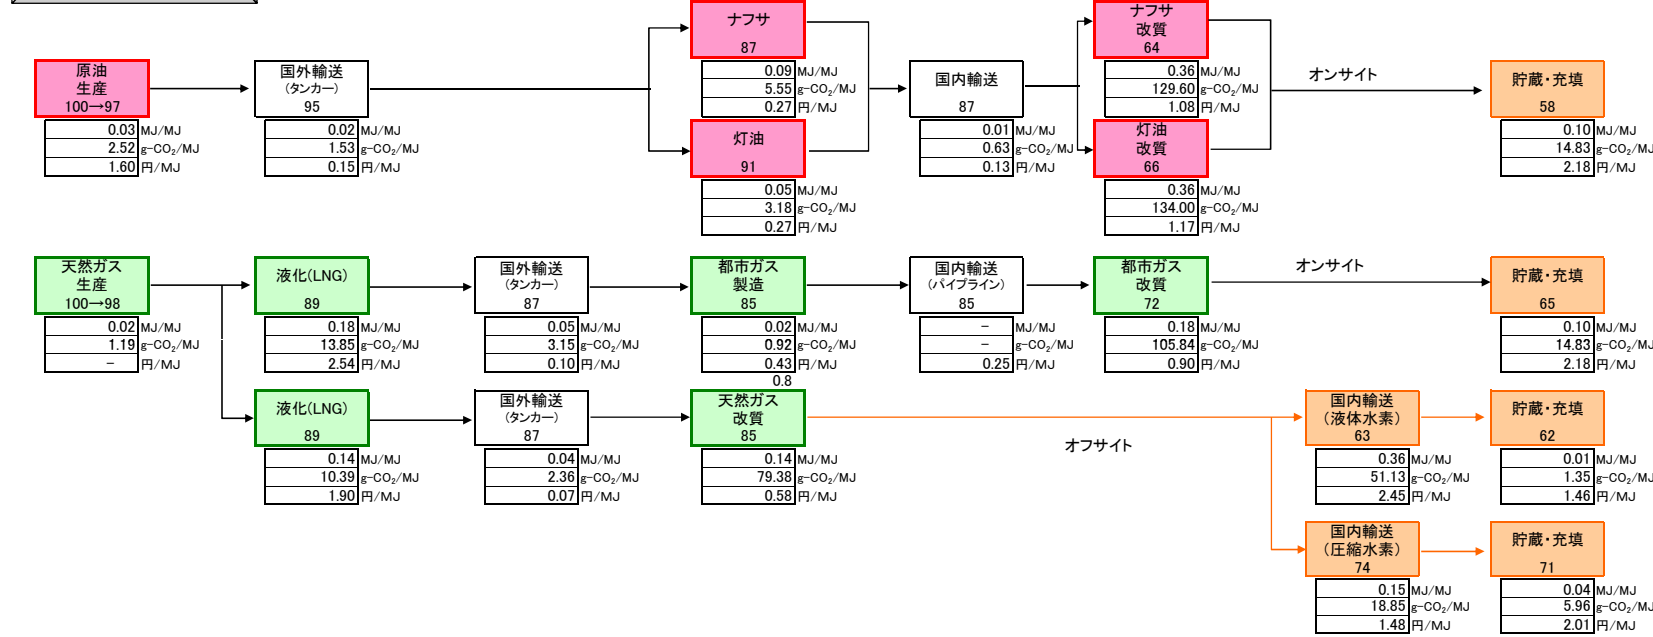 原油
生産
100→97
0.03 MJ/MJ
2.52 g-CO₂/MJ
1.60 円/MJ
国外輸送
(タンカー)
95
0.02 MJ/MJ
1.53 g-CO₂/MJ
0.15 円/MJ
ナフサ
87
0.09 MJ/MJ
5.55 g-CO₂/MJ
0.27 円/MJ
灯油
91
0.05 MJ/MJ
3.18 g-CO₂/MJ
0.27 円/MJ
国内輸送
87
0.01 MJ/MJ
0.63 g-CO₂/MJ
0.13 円/MJ
ナフサ
改質
64
0.36 MJ/MJ
129.60 g-CO₂/MJ
1.08 円/MJ
灯油
改質
66
0.36 MJ/MJ
134.00 g-CO₂/MJ
1.17 円/MJ
オンサイト
貯蔵・充填
58
0.10 MJ/MJ
14.83 g-CO₂/MJ
2.18 円/MJ
天然ガス
生産
100→98
0.02 MJ/MJ
1.19 g-CO₂/MJ
− 円/MJ
液化(LNG)
89
0.18 MJ/MJ
13.85 g-CO₂/MJ
2.54 円/MJ
国外輸送
(タンカー)
87
0.05 MJ/MJ
3.15 g-CO₂/MJ
0.10 円/MJ
都市ガス
製造
85
0.02 MJ/MJ
0.92 g-CO₂/MJ
0.43 円/MJ
0.8
国内輸送
(パイプライン)
85
− MJ/MJ
− g-CO₂/MJ
0.25 円/MJ
都市ガス
改質
72
0.18 MJ/MJ
105.84 g-CO₂/MJ
0.90 円/MJ
オンサイト
貯蔵・充填
65
0.10 MJ/MJ
14.83 g-CO₂/MJ
2.18 円/MJ
液化(LNG)
89
0.14 MJ/MJ
10.39 g-CO₂/MJ
1.90 円/MJ
国外輸送
(タンカー)
87
0.04 MJ/MJ
2.36 g-CO₂/MJ
0.07 円/MJ
天然ガス
改質
85
0.14 MJ/MJ
79.38 g-CO₂/MJ
0.58 円/MJ
オフサイト
国内輸送
(液体水素)
63
0.36 MJ/MJ
51.13 g-CO₂/MJ
2.45 円/MJ
貯蔵・充填
62
0.01 MJ/MJ
1.35 g-CO₂/MJ
1.46 円/MJ
国内輸送
(圧縮水素)
74
0.15 MJ/MJ
18.85 g-CO₂/MJ
1.48 円/MJ
貯蔵・充填
71
0.04 MJ/MJ
5.96 g-CO₂/MJ
2.01 円/MJ